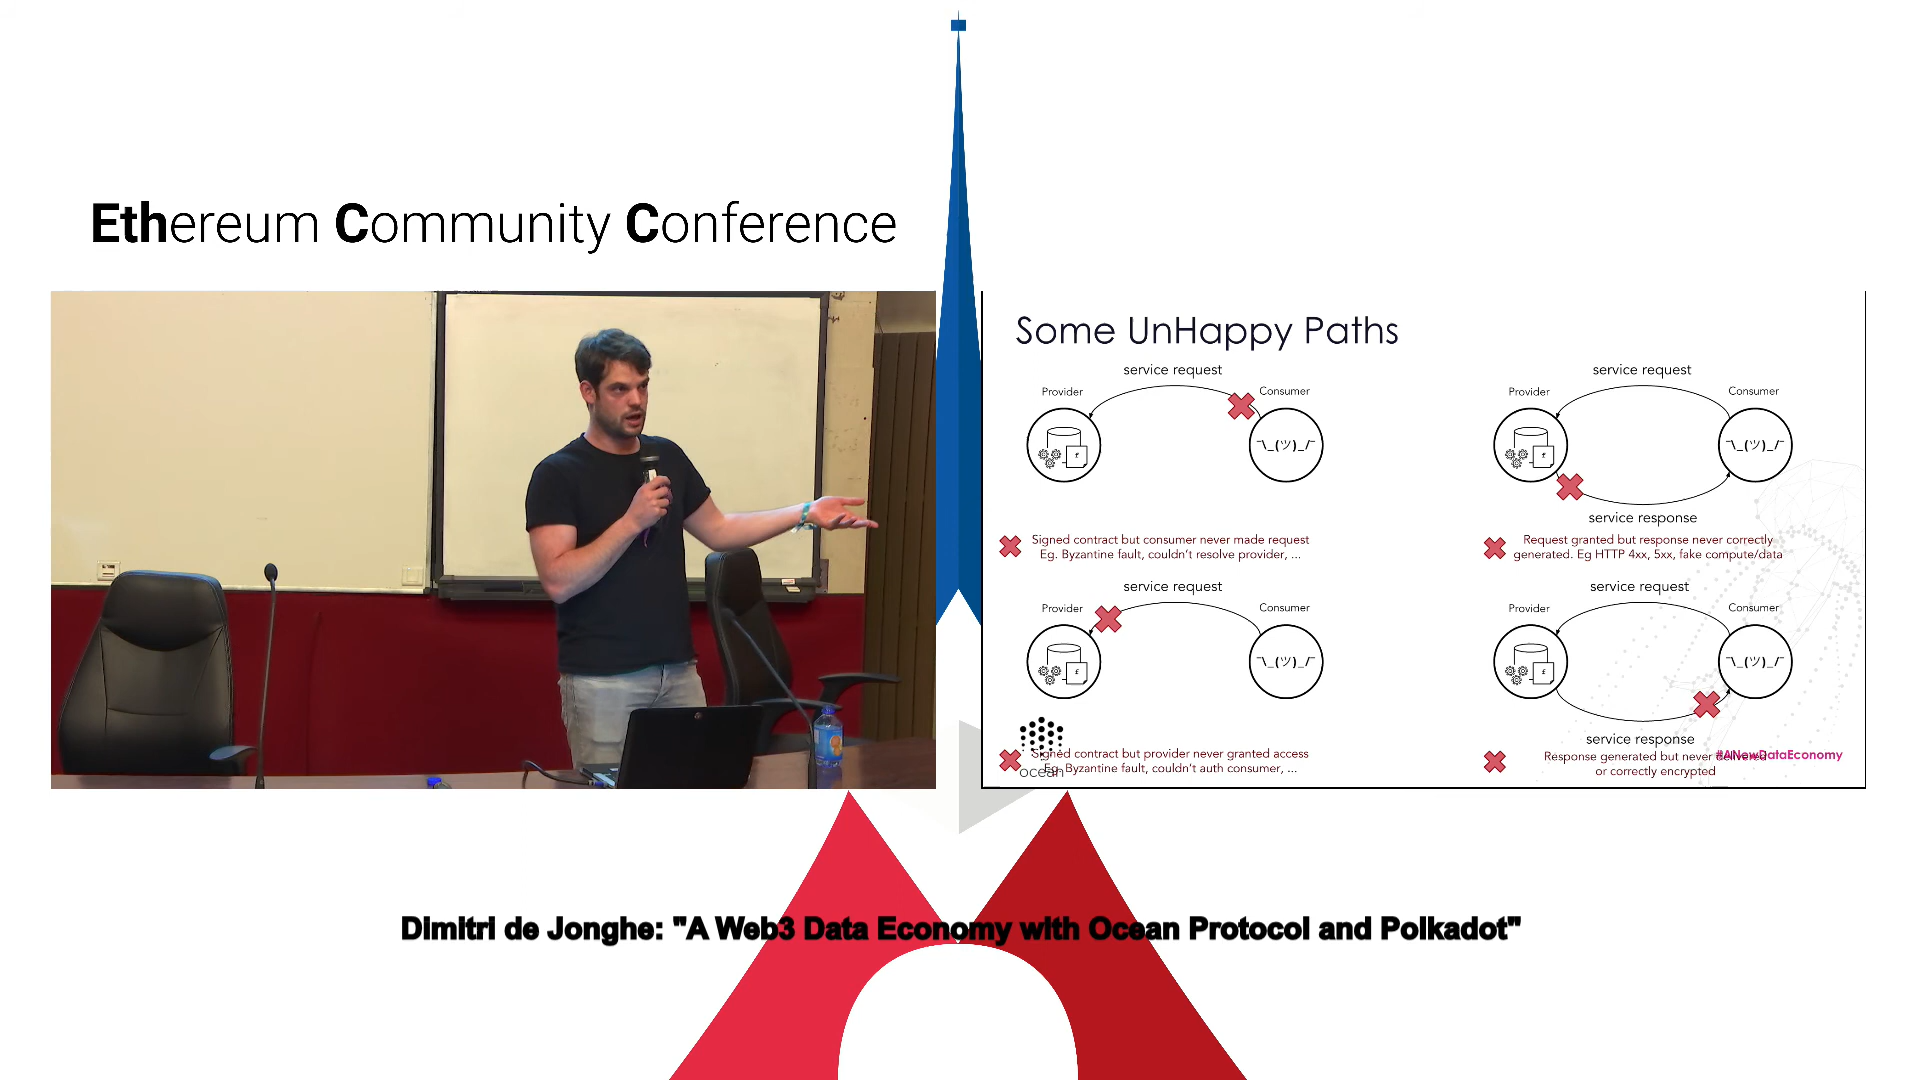 Ethereum Community Conference
Some UnHappy Paths
service request
Provider
Consumer
f
¯\_(ツ)_/¯
Signed contract but consumer never made request
Eg. Byzantine fault, couldn't resolve provider, ...
service request
Provider
Consumer
f
¯\_(ツ)_/¯
service response
Request granted but response never correctly
generated. Eg HTTP 4xx, 5xx, fake compute/data
service request
Provider
Consumer
f
¯\_(ツ)_/¯
Signed contract but provider never granted access
Eg. Byzantine fault, couldn't auth consumer, ...
ocean
service request
Provider
Consumer
f
¯\_(ツ)_/¯
service response
Response generated but never delivered
or correctly encrypted
#ANewDataEconomy
Dimitri de Jonghe: "A Web3 Data Economy with Ocean Protocol and Polkadot"